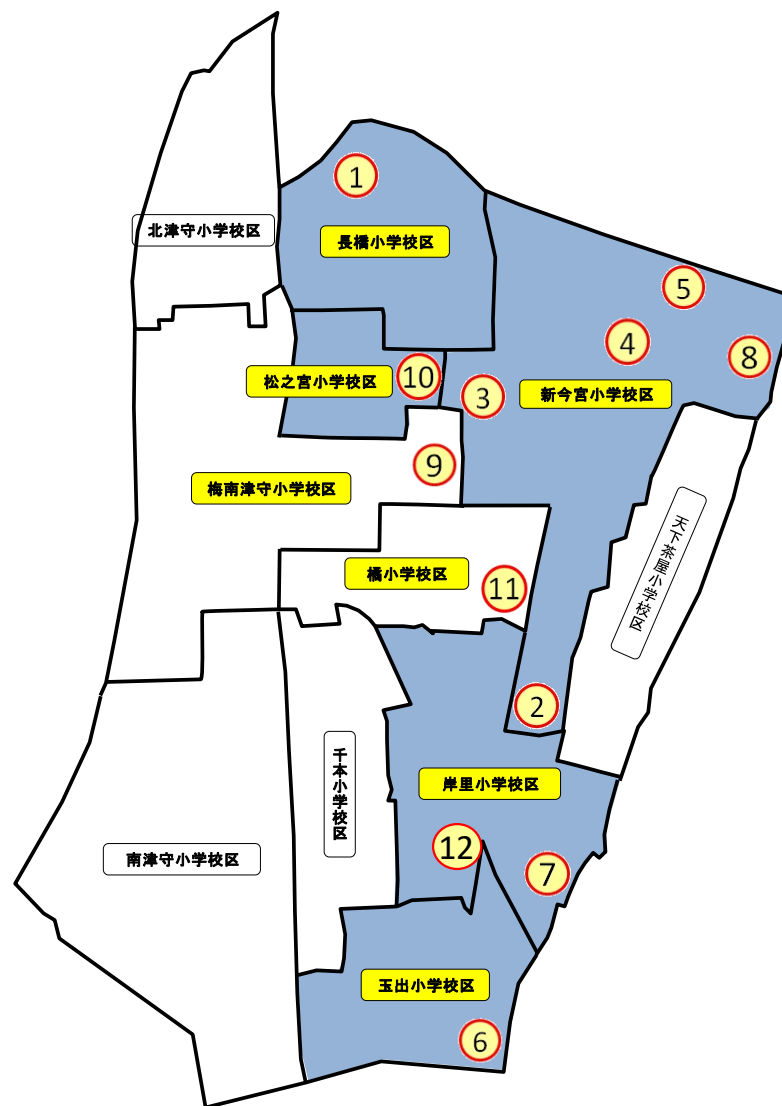 1
北津守小学校区
長橋小学校区
5
4
8
松之宮小学校区
10
3
新今宮小学校区
9
梅南津守小学校区
天下茶屋小学校区
橘小学校区
11
2
千本小学校区
岸里小学校区
南津守小学校区
12
7
玉出小学校区
6